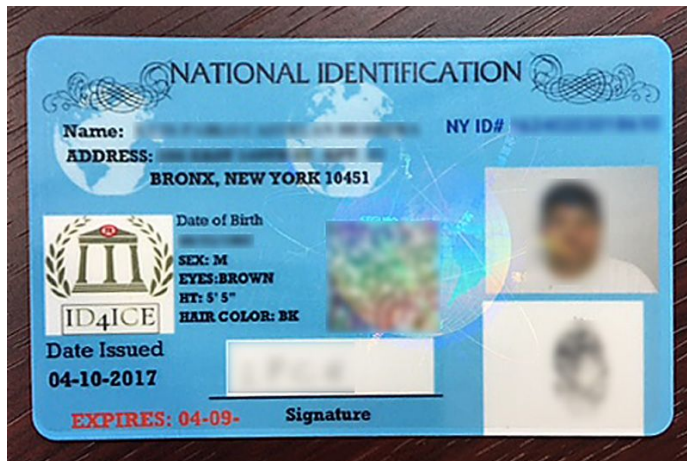 NATIONAL IDENTIFICATION
Name:
NY ID#
ADDRESS:
BRONX, NEW YORK 10451
Date of Birth
SEX: M
EYES:BROWN
HT: 5' 5"
HAIR COLOR: BK
ID4ICE
Date Issued
04-10-2017
EXPIRES: 04-09-
Signature